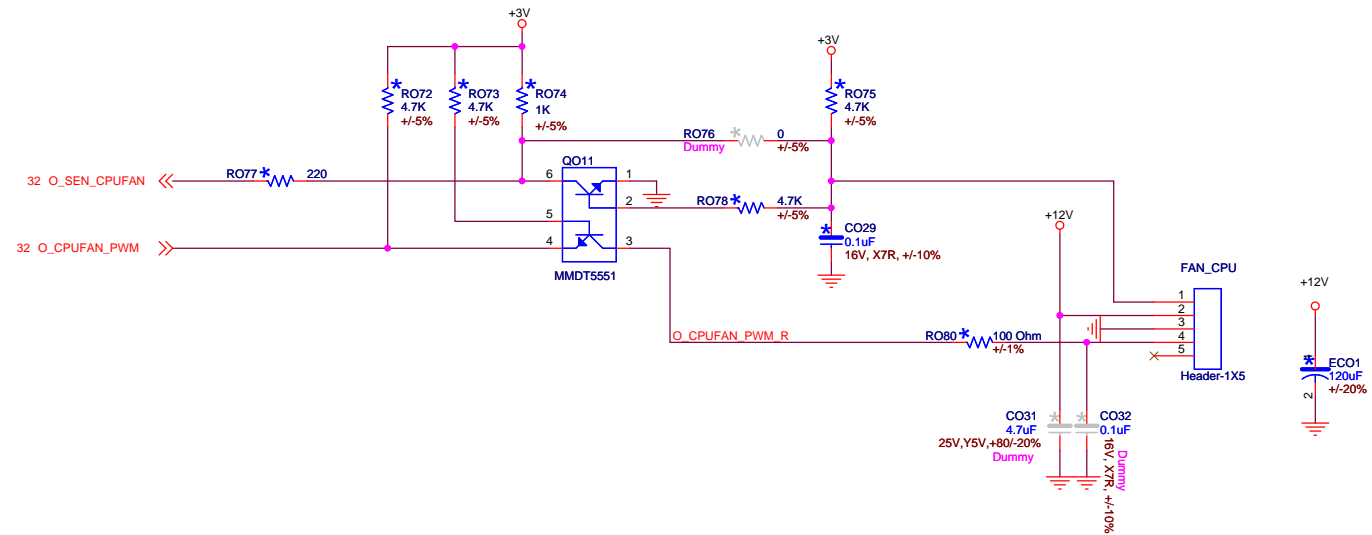 +3V
+3V
RO72
4.7K
+/-5%
RO73
4.7K
+/-5%
RO74
1K
+/-5%
RO75
4.7K
+/-5%
RO76
Dummy
0
+/-5%
QO11
32 O_SEN_CPUFAN
RO77
220
6
1
2
RO78
4.7K
+/-5%
5
32 O_CPUFAN_PWM
4
3
MMDT5551
CO29
0.1uF
16V, X7R, +/-10%
+12V
FAN_CPU
+12V
1
2
3
4
5
Header-1X5
O_CPUFAN_PWM_R
RO80
100 Ohm
+/-1%
1
ECO1
120uF
+/-20%
2
CO31
4.7uF
25V,Y5V,+80/-20%
Dummy
CO32
0.1uF
16V, X7R, +/-10%
Dummy